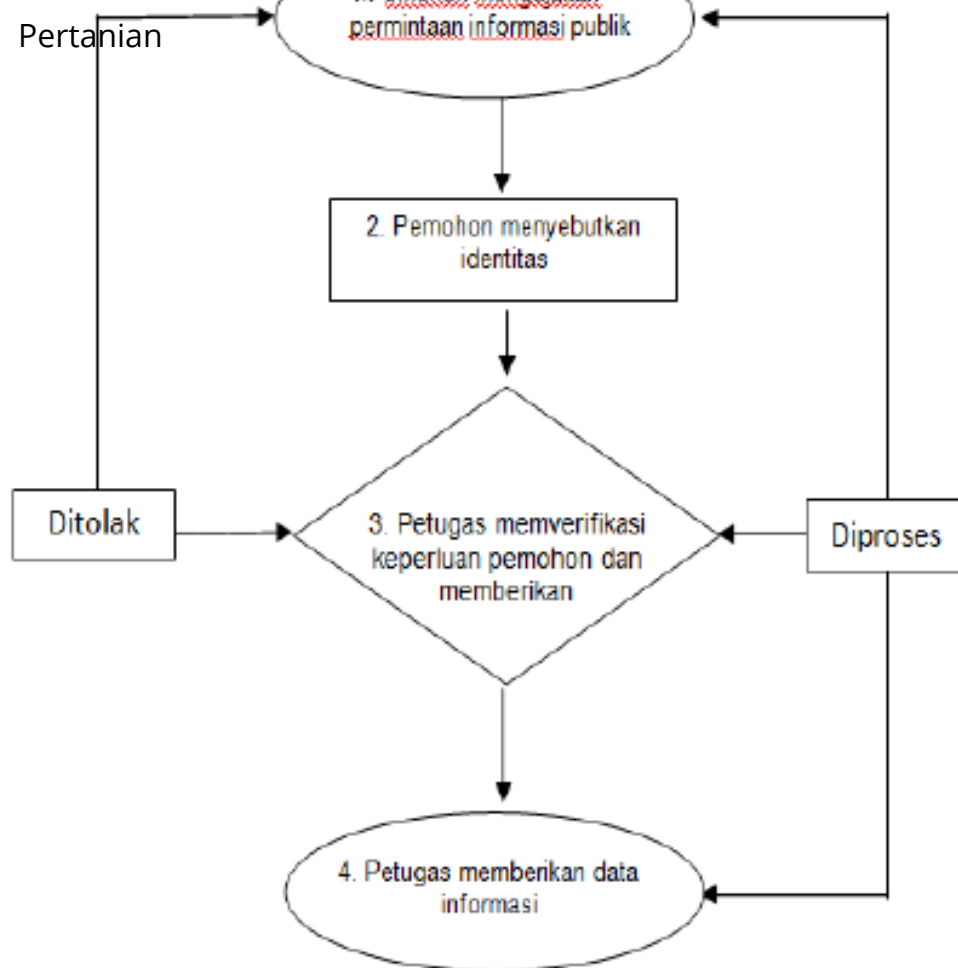 Pertanian
permintaan informasi publik
2. Pemohon menyebutkan
identitas
Ditolak
3. Petugas memverifikasi
keperluan pemohon dan
memberikan
Diproses
4. Petugas memberikan data
informasi